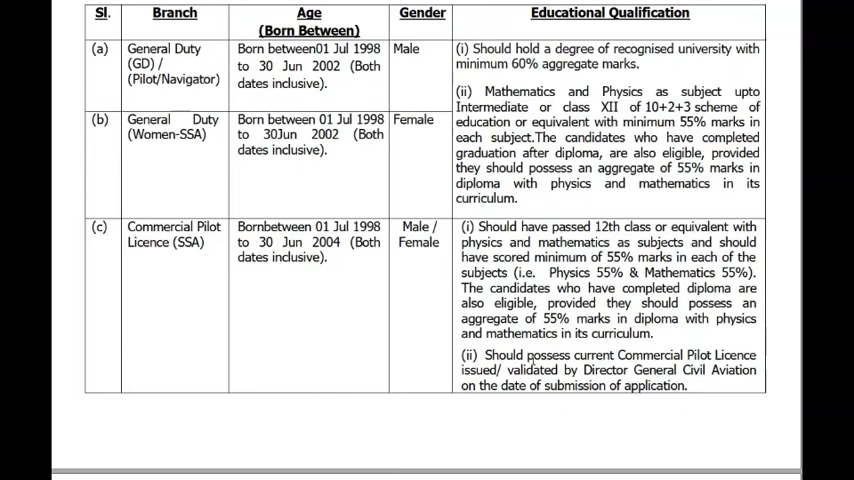 Sl. Branch Age Gender Educational Qualification
(Born Between)
(a) General Duty (GD) / (Pilot/Navigator) Born between01 Jul 1998 to 30 Jun 2002 (Both dates inclusive). Male
(b) General Duty (Women-SSA) Born between 01 Jul 1998 to 30Jun 2002 (Both dates inclusive). Female
(i) Should hold a degree of recognised university with
minimum 60% aggregate marks.
(ii) Mathematics and Physics as subject upto
Intermediate or class XII of 10+2+3 scheme of
education or equivalent with minimum 55% marks in
each subject.The candidates who have completed
graduation after diploma, are also eligible, provided
they should possess an aggregate of 55% marks in
diploma with physics and mathematics in its
curriculum.
(c) Commercial Pilot Licence (SSA) Bornbetween 01 Jul 1998 to 30 Jun 2004 (Both dates inclusive). Male / Female
(i) Should have passed 12th class or equivalent with
physics and mathematics as subjects and should
have scored minimum of 55% marks in each of the
subjects (i.e. Physics 55% & Mathematics 55%).
The candidates who have completed diploma are
also eligible, provided they should possess an
aggregate of 55% marks in diploma with physics
and mathematics in its curriculum.
(ii) Should possess current Commercial Pilot Licence
issued/ validated by Director General Civil Aviation
on the date of submission of application.